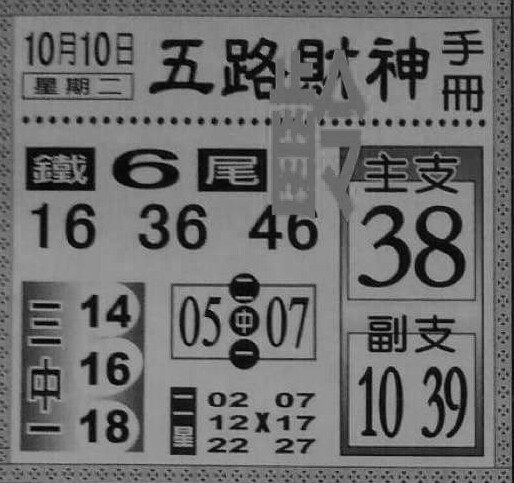 10月10日
星期二
五路財神
手冊
鐵 6 尾
16 36 46
主支
38
三中一
14
16
18
05 二中一 07
副支
10 39
二星
02 07
12 X 17
22 27